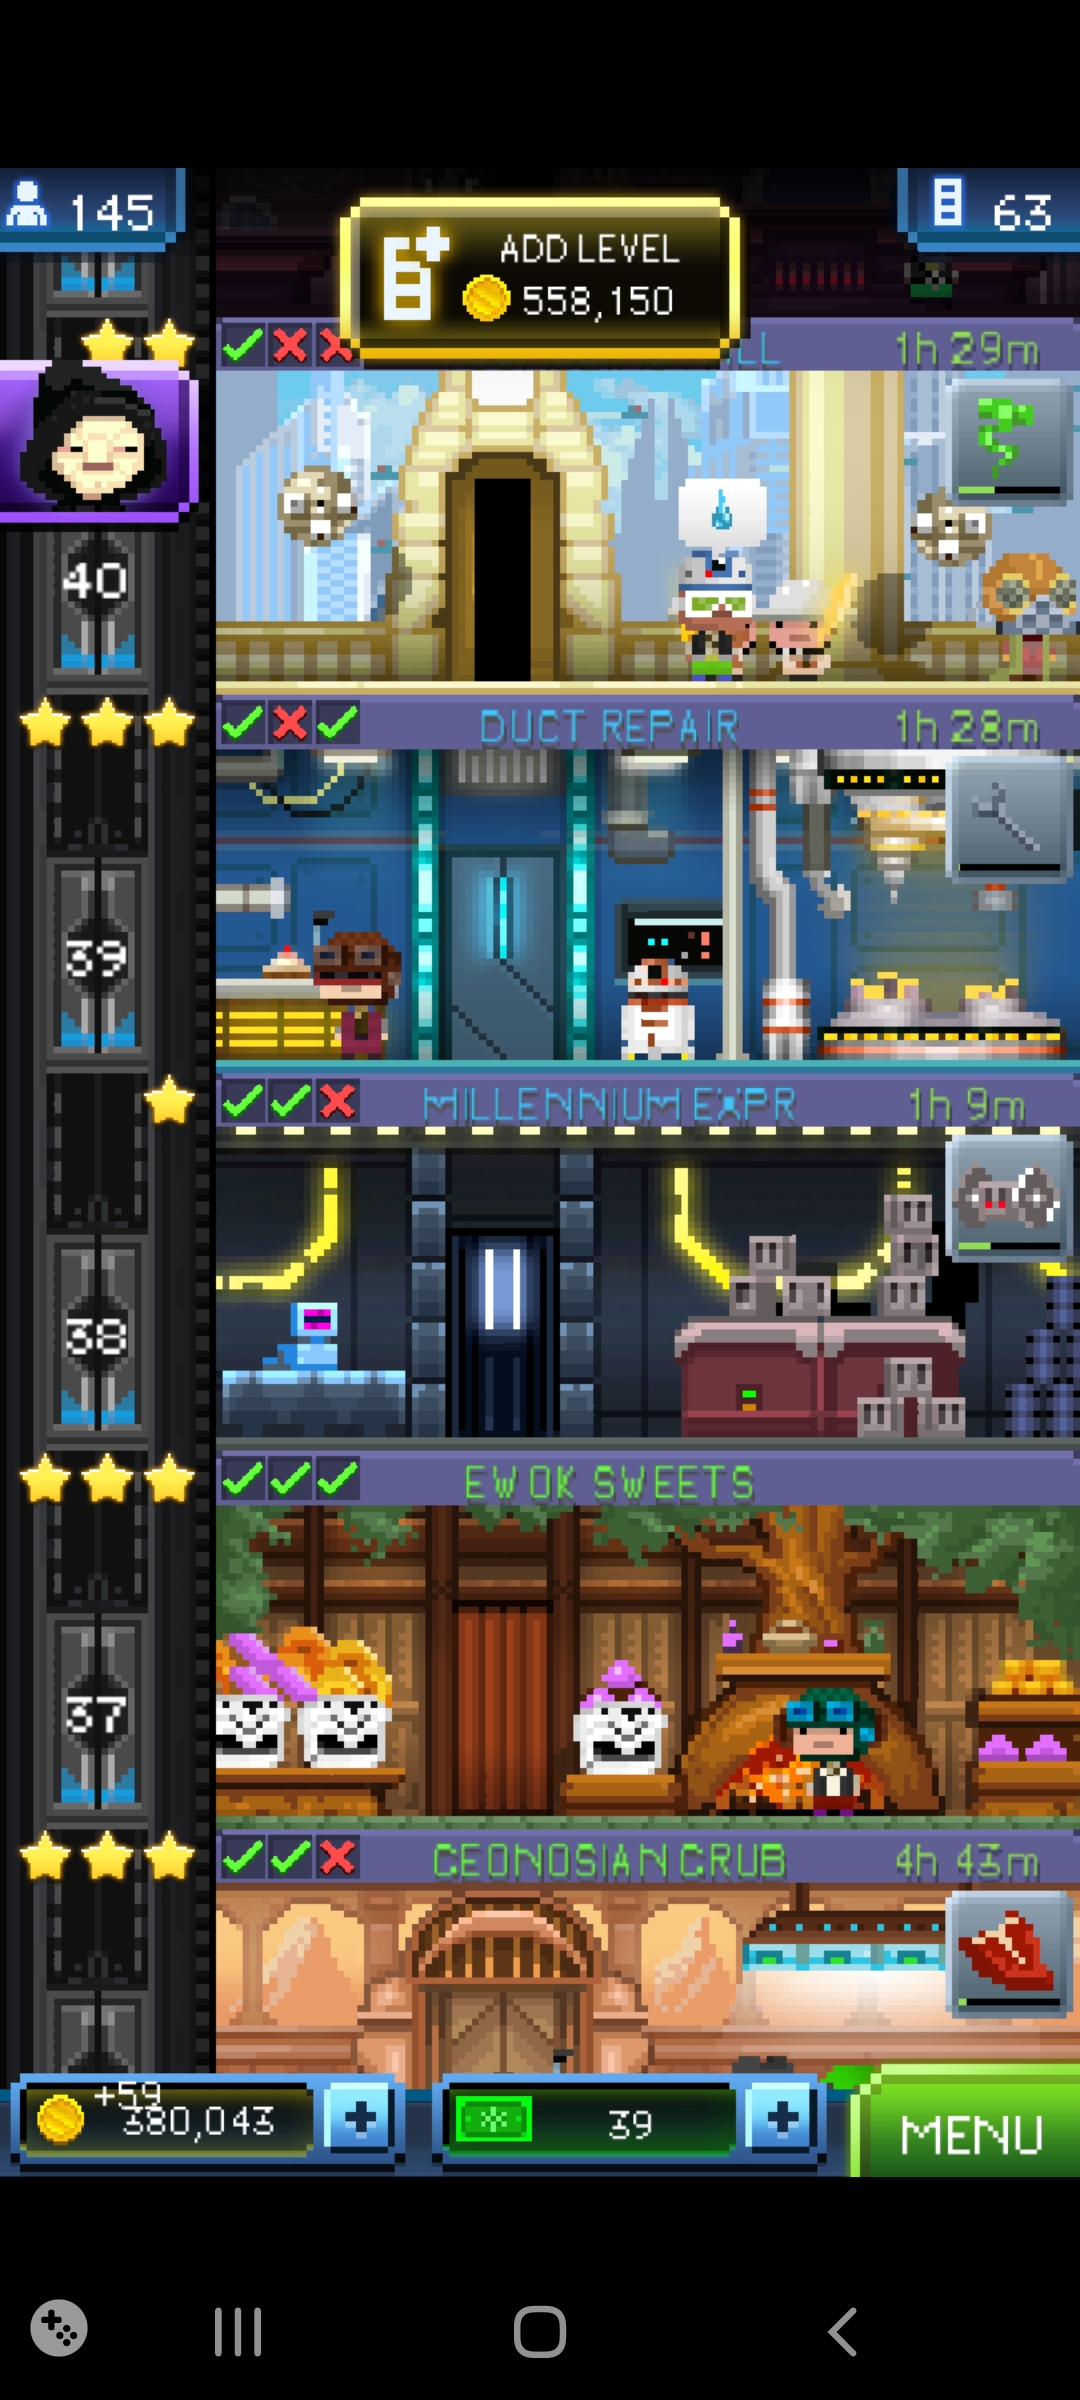 145
63
ADD LEVEL
558,150
LL 1h 29m
40
DUCT REPAIR 1h 28m
39
MILLENNIUM EXPR 1h 9m
38
EWOK SWEETS
37
GEONOSIAN GRUB 4h 43m
+59
380,043
39
MENU